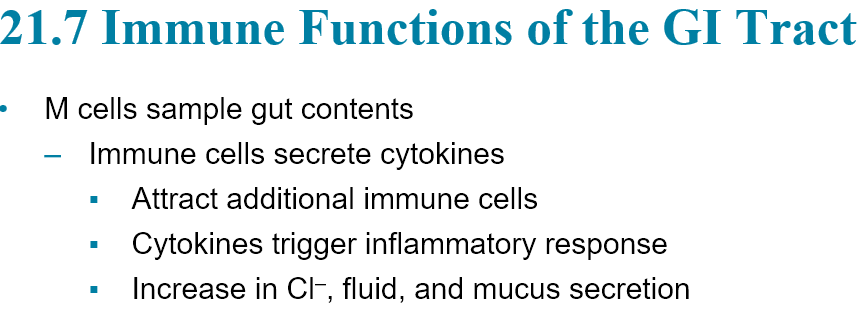 21.7 Immune Functions of the GI Tract
• M cells sample gut contents
– Immune cells secrete cytokines
▪ Attract additional immune cells
▪ Cytokines trigger inflammatory response
▪ Increase in Cl⁻, fluid, and mucus secretion